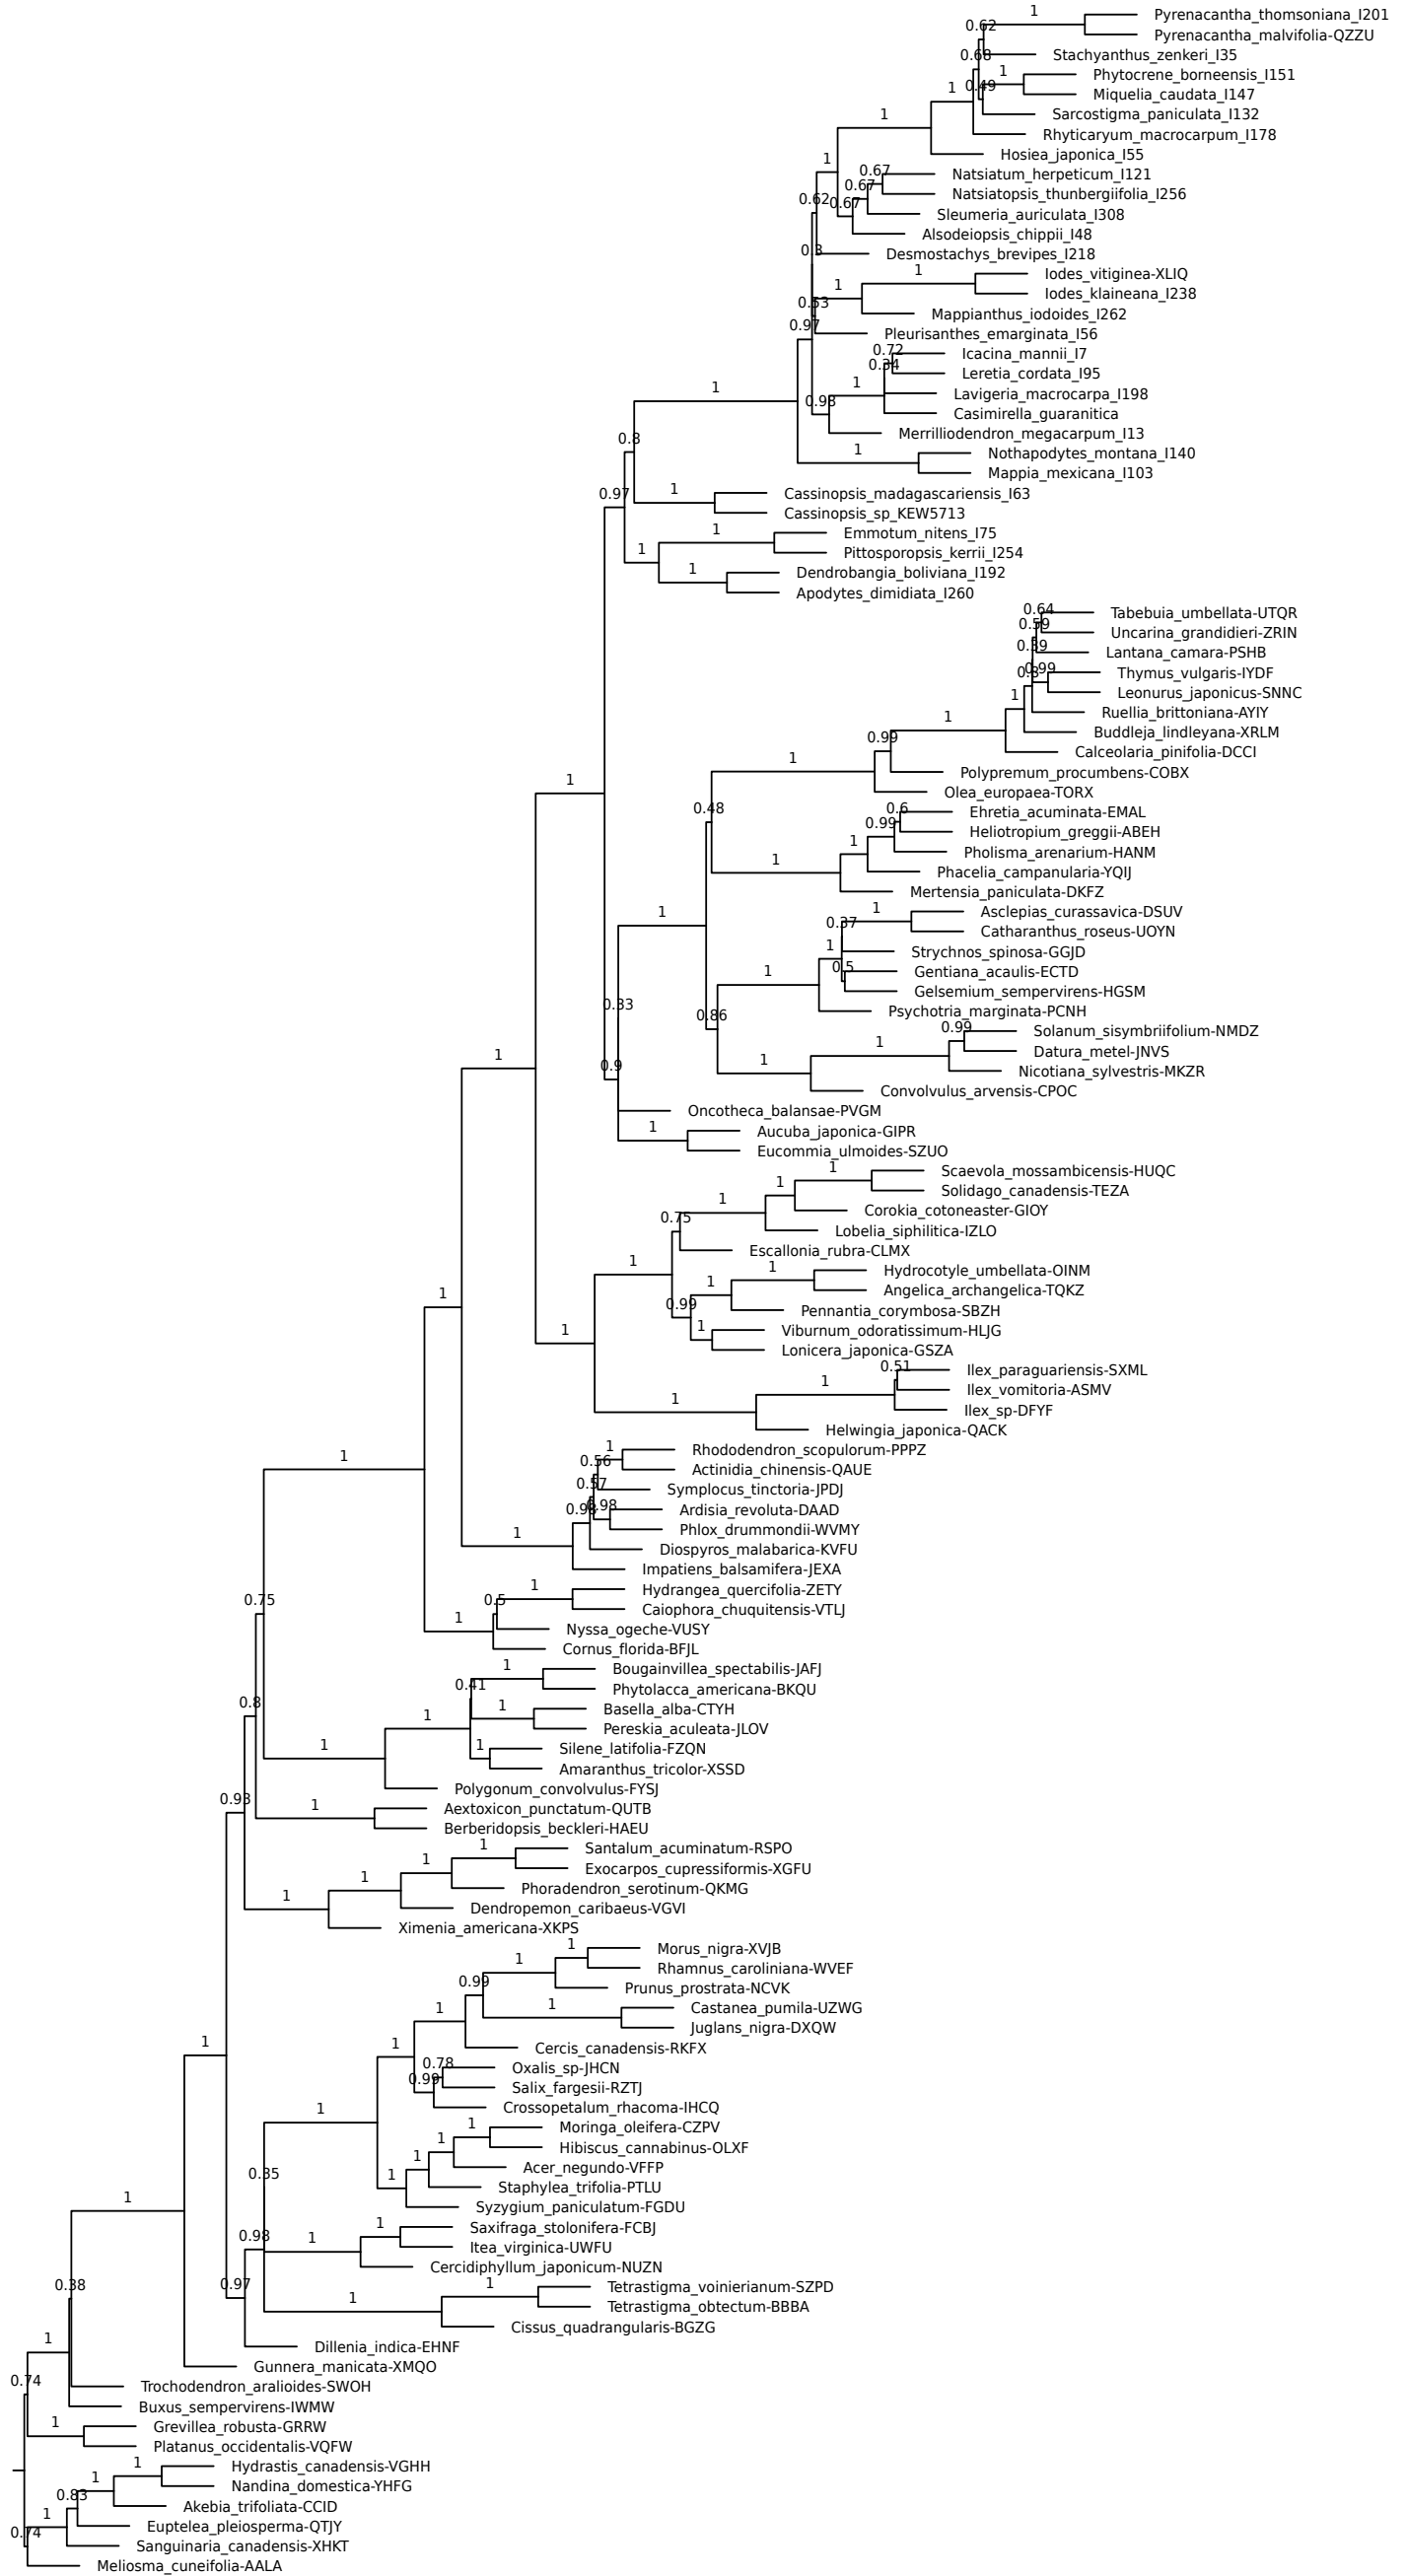 1 Pyrenacantha_thomsoniana_I201
0.62
Pyrenacantha_malvifolia-QZZU
0.68 Stachyanthus_zenkeri_I35
1 Phytocrene_borneensis_I151
1 0.49 Miquelia_caudata_I147
1 Sarcostigma_paniculata_I132
Rhyticaryum_macrocarpum_I178
1 Hosiea_japonica_I55
0.67 Natsiatum_herpeticum_I121
0.67 Natsiatopsis_thunbergiifolia_I256
0.62 0.67 Sleumeria_auriculata_I308
Alsodeiopsis_chippii_I48
Desmostachys_brevipes_I218
1 Iodes_vitiginea-XLIQ
1 Iodes_klaineana_I238
Mappianthus_iodoides_I262
0.97 Pleurisanthes_emarginata_I56
0.72 Icacina_mannii_I7
Leretia_cordata_I95
1 1 Lavigeria_macrocarpa_I198
0.98 Casimirella_guaranitica
0.8 Merrilliodendron_megacarpum_I13
1 Nothapodytes_montana_I140
Mappia_mexicana_I103
0.97 1 Cassinopsis_madagascariensis_I63
Cassinopsis_sp_KEW5713
1 Emmotum_nitens_I75
1 Pittosporopsis_kerrii_I254
1 Dendrobangia_boliviana_I192
Apodytes_dimidiata_I260
0.64 Tabebuia_umbellata-UTQR
0.59 Uncarina_grandidieri-ZRIN
Lantana_camara-PSHB
0.99 Thymus_vulgaris-IYDF
1 Leonurus_japonicus-SNNC
1 Ruellia_brittoniana-AYIY
0.99 Buddleja_lindleyana-XRLM
1 Calceolaria_pinifolia-DCCI
Polypremum_procumbens-COBX
1 Olea_europaea-TORX
0.48 0.6 Ehretia_acuminata-EMAL
0.99 Heliotropium_greggii-ABEH
1 1 Pholisma_arenarium-HANM
Phacelia_campanularia-YQIJ
Mertensia_paniculata-DKFZ
1 1 Asclepias_curassavica-DSUV
0.37 Catharanthus_roseus-UOYN
1 Strychnos_spinosa-GGJD
1 0.5 Gentiana_acaulis-ECTD
Gelsemium_sempervirens-HGSM
0.86 Psychotria_marginata-PCNH
0.99 Solanum_sisymbriifolium-NMDZ
1 1 Datura_metel-JNVS
0.9 1 Nicotiana_sylvestris-MKZR
Convolvulus_arvensis-CPOC
Oncotheca_balansae-PVGM
1 Aucuba_japonica-GIPR
Eucommia_ulmoides-SZUO
1 Scaevola_mossambicensis-HUQC
1 Solidago_canadensis-TEZA
1 Corokia_cotoneaster-GIOY
0.75 Lobelia_siphilitica-IZLO
1 Escallonia_rubra-CLMX
1 Hydrocotyle_umbellata-OINM
1 Angelica_archangelica-TQKZ
1 0.99 Pennantia_corymbosa-SBZH
1 1 Viburnum_odoratissimum-HLJG
Lonicera_japonica-GSZA
0.51 Ilex_paraguariensis-SXML
1 1 Ilex_vomitoria-ASMV
Ilex_sp-DFYF
Helwingia_japonica-QACK
1 1 Rhododendron_scopulorum-PPPZ
0.56 Actinidia_chinensis-QAUE
0.57 Symplocus_tinctoria-JPDJ
Ardisia_revoluta-DAAD
1 Phlox_drummondii-WVMY
Diospyros_malabarica-KVFU
Impatiens_balsamifera-JEXA
0.75 0.5 1 Hydrangea_quercifolia-ZETY
1 Caiophora_chuquitensis-VTLJ
Nyssa_ogeche-VUSY
Cornus_florida-BFJL
1 Bougainvillea_spectabilis-JAFJ
0.41 Phytolacca_americana-BKQU
0.8 1 1 Basella_alba-CTYH
Pereskia_aculeata-JLOV
1 1 Silene_latifolia-FZQN
Amaranthus_tricolor-XSSD
Polygonum_convolvulus-FYSJ
0.93 1 Aextoxicon_punctatum-QUTB
Berberidopsis_beckleri-HAEU
1 Santalum_acuminatum-RSPO
1 Exocarpos_cupressiformis-XGFU
1 Phoradendron_serotinum-QKMG
1 Dendropemon_caribaeus-VGVI
Ximenia_americana-XKPS
1 Morus_nigra-XVJB
1 Rhamnus_caroliniana-WVEF
0.99 Prunus_prostrata-NCVK
1 1 Castanea_pumila-UZWG
Juglans_nigra-DXQW
1 1 Cercis_canadensis-RKFX
0.78 Oxalis_sp-JHCN
0.99 Salix_fargesii-RZTJ
1 Crossopetalum_rhacoma-IHCQ
1 Moringa_oleifera-CZPV
1 Hibiscus_cannabinus-OLXF
1 Acer_negundo-VFFP
0.35 1 Staphylea_trifolia-PTLU
1 Syzygium_paniculatum-FGDU
0.98 1 1 Saxifraga_stolonifera-FCBJ
Itea_virginica-UWFU
Cercidiphyllum_japonicum-NUZN
0.38 0.97 1 Tetrastigma_voinierianum-SZPD
1 Tetrastigma_obtectum-BBBA
Cissus_quadrangularis-BGZG
1 Dillenia_indica-EHNF
Gunnera_manicata-XMQO
0.74 Trochodendron_aralioides-SWOH
Buxus_sempervirens-IWMW
1 Grevillea_robusta-GRRW
Platanus_occidentalis-VQFW
1 Hydrastis_canadensis-VGHH
1 Nandina_domestica-YHFG
0.83 Akebia_trifoliata-CCID
1 Euptelea_pleiosperma-QTJY
0.74 Sanguinaria_canadensis-XHKT
Meliosma_cuneifolia-AALA